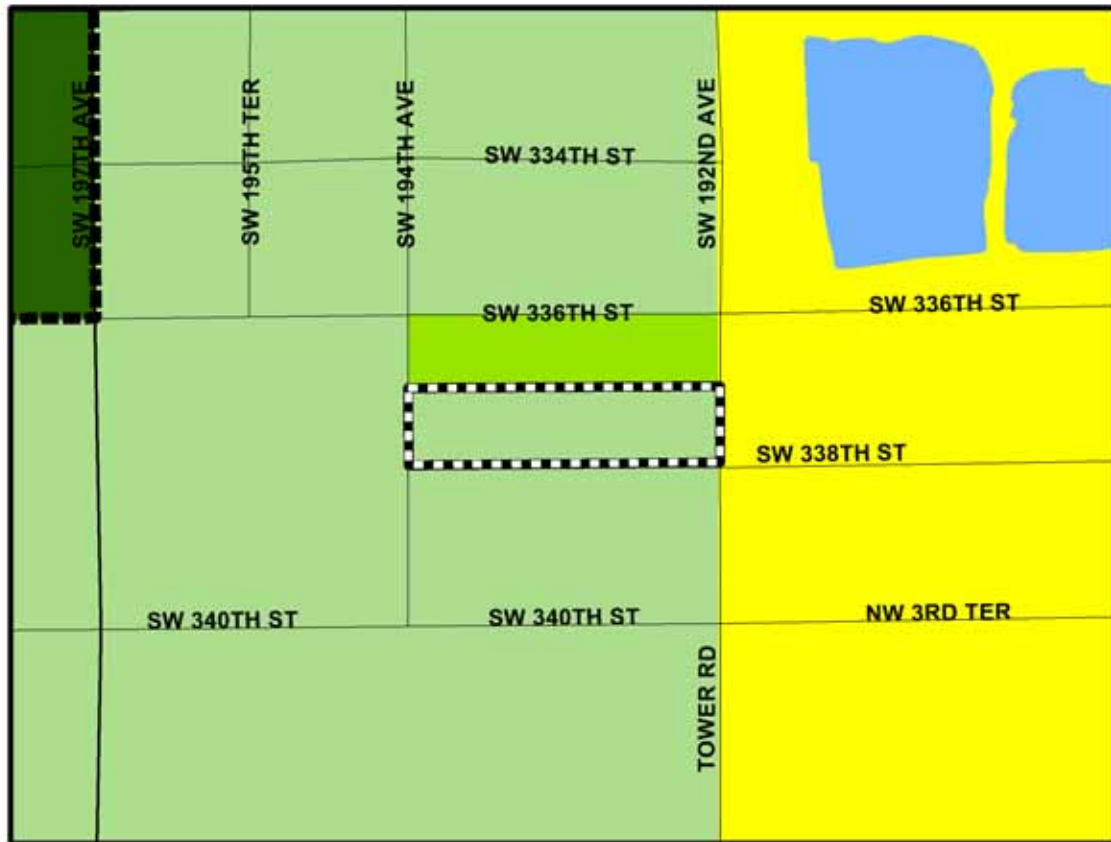 SW 197TH AVE
SW 195TH TER
SW 194TH AVE
SW 334TH ST
SW 192ND AVE
SW 336TH ST
SW 336TH ST
SW 338TH ST
SW 340TH ST
SW 340TH ST
NW 3RD TER
TOWER RD